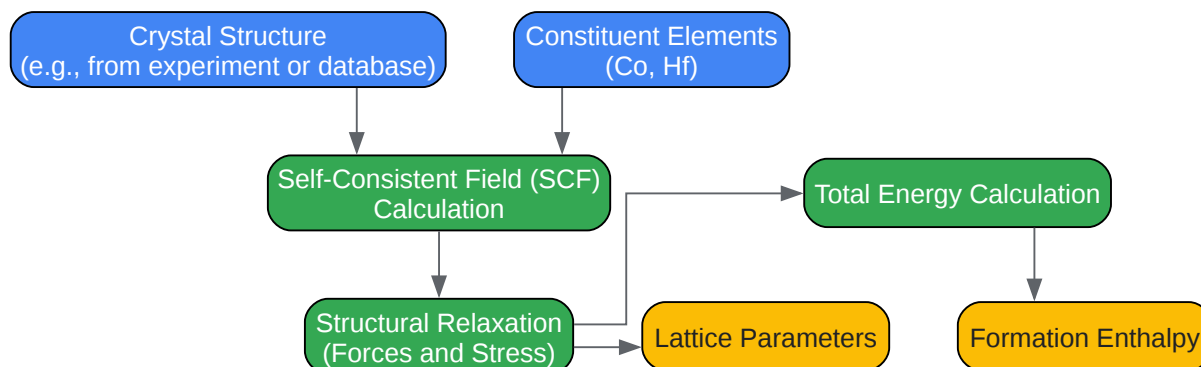 Crystal Structure
(e.g., from experiment or database)
Constituent Elements
(Co, Hf)
Self-Consistent Field (SCF)
Calculation
Total Energy Calculation
Structural Relaxation
(Forces and Stress)
Lattice Parameters
Formation Enthalpy